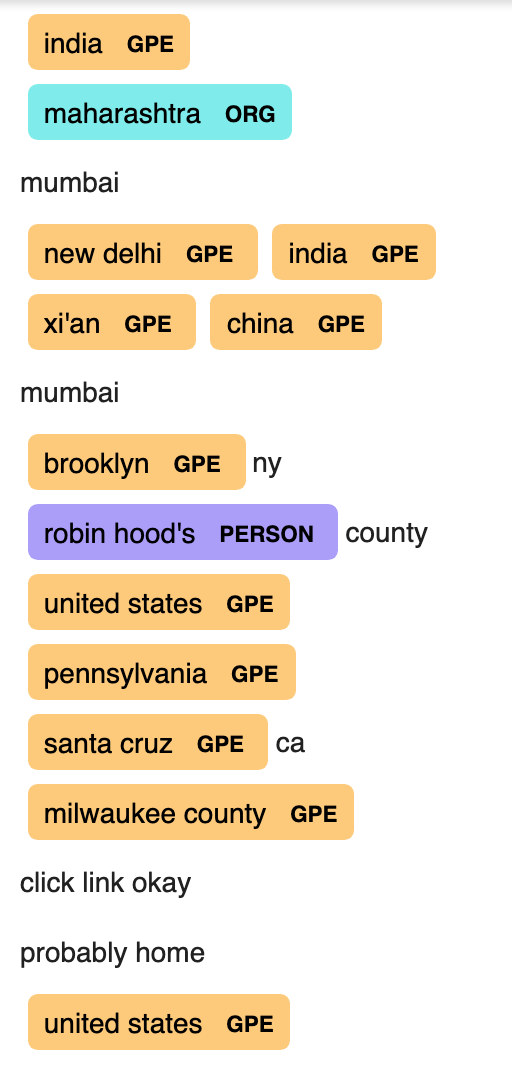 india GPE
maharashtra ORG
mumbai
new delhi GPE india GPE
xi'an GPE china GPE
mumbai
brooklyn GPE ny
robin hood's PERSON county
united states GPE
pennsylvania GPE
santa cruz GPE ca
milwaukee county GPE
click link okay
probably home
united states GPE